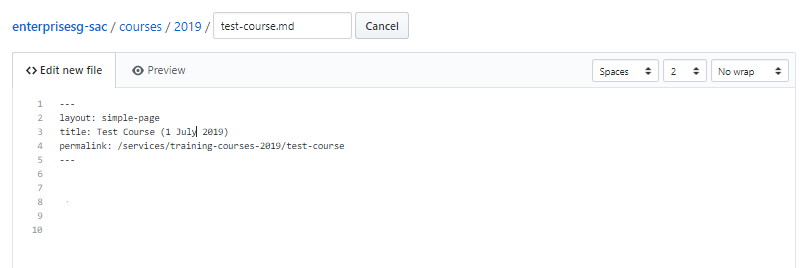 enterprisesg-sac / courses / 2019 / test-course.md Cancel
<> Edit new file Preview Spaces 2 No wrap
1 ---
2 layout: simple-page
3 title: Test Course (1 July 2019)
4 permalink: /services/training-courses-2019/test-course
5 ---
6
7
8
9
10